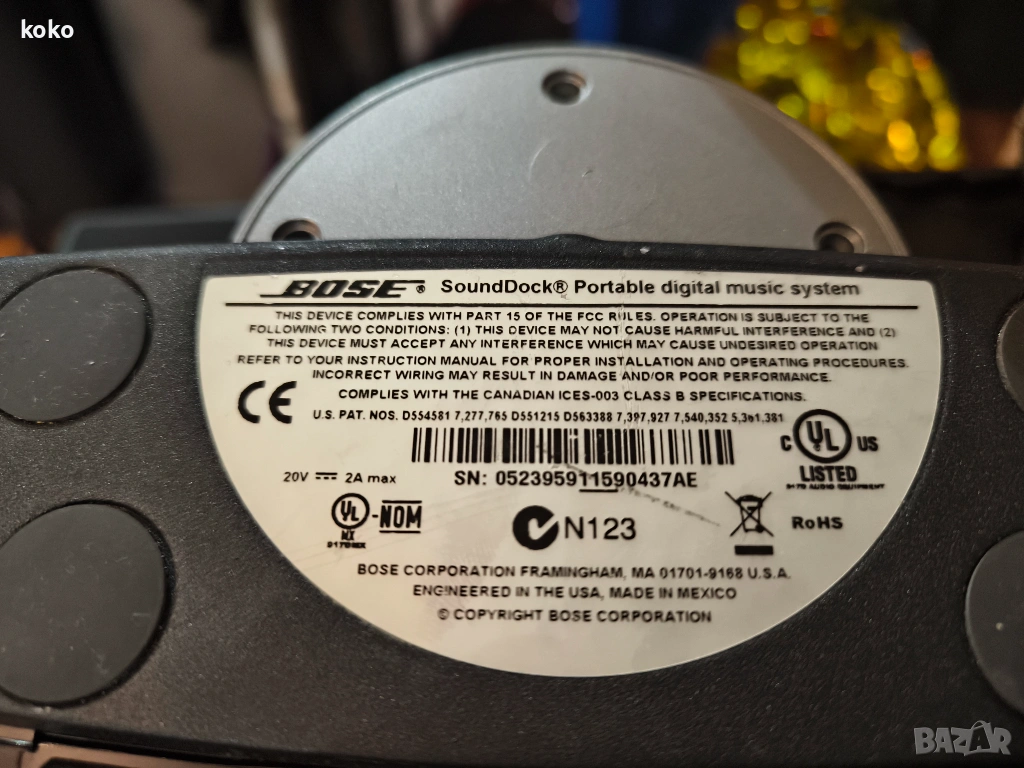 koko
BOSE® SoundDock® Portable digital music system
THIS DEVICE COMPLIES WITH PART 15 OF THE FCC RULES. OPERATION IS SUBJECT TO THE
FOLLOWING TWO CONDITIONS: (1) THIS DEVICE MAY NOT CAUSE HARMFUL INTERFERENCE AND (2)
THIS DEVICE MUST ACCEPT ANY INTERFERENCE WHICH MAY CAUSE UNDESIRED OPERATION
REFER TO YOUR INSTRUCTION MANUAL FOR PROPER INSTALLATION AND OPERATING PROCEDURES.
INCORRECT WIRING MAY RESULT IN DAMAGE AND/OR POOR PERFORMANCE.
COMPLIES WITH THE CANADIAN ICES-003 CLASS B SPECIFICATIONS.
CE
U.S. PAT. NOS. D554581 7,277,765 D551215 D563388 7,397,927 7,540,352 5,361,381
C UL US
LISTED
AUDIO EQUIPMENT
20V 2A max
SN: 052395911590437AE
UL -NOM
MX
N123
RoHS
BOSE CORPORATION FRAMINGHAM, MA 01701-9168 U.S.A.
ENGINEERED IN THE USA, MADE IN MEXICO
© COPYRIGHT BOSE CORPORATION
BAZAR